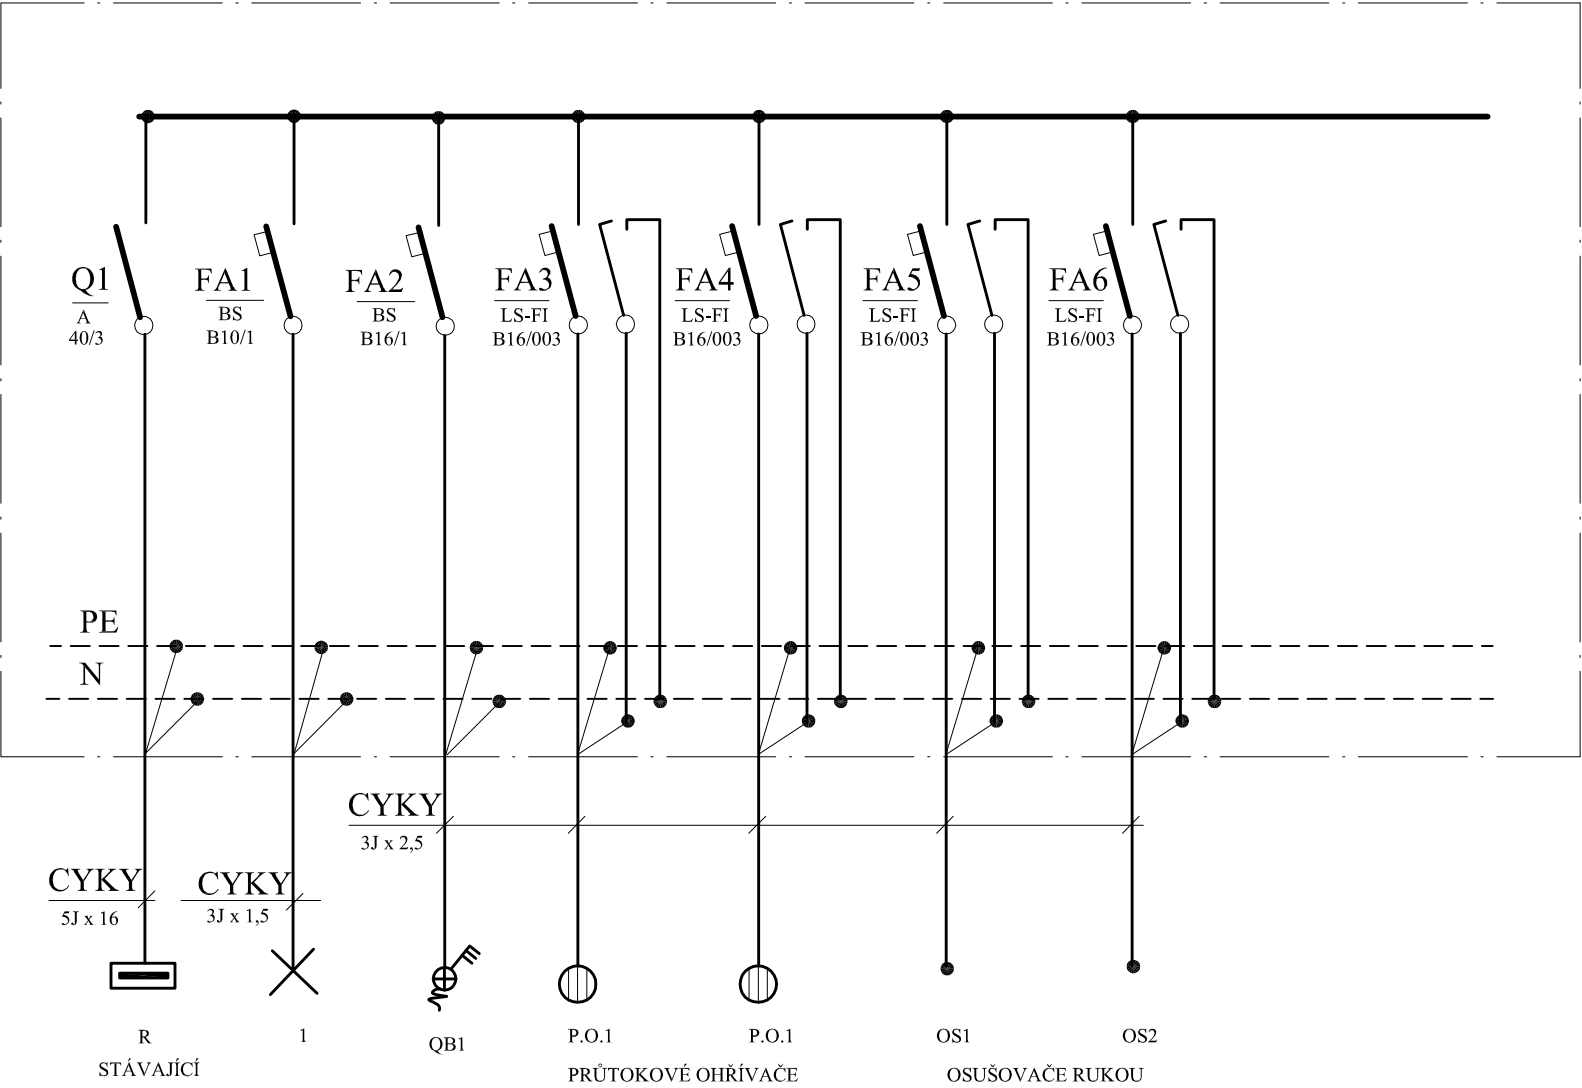 Q1
A
40/3
FA1
BS
B10/1
FA2
BS
B16/1
FA3
LS-FI
B16/003
FA4
LS-FI
B16/003
FA5
LS-FI
B16/003
FA6
LS-FI
B16/003
PE
N
CYKY
3J x 2,5
CYKY
5J x 16
CYKY
3J x 1,5
R
STÁVAJÍCÍ
1
QB1
P.O.1
P.O.1
PRŮTOKOVÉ OHŘÍVAČE
OS1
OS2
OSUŠOVAČE RUKOU